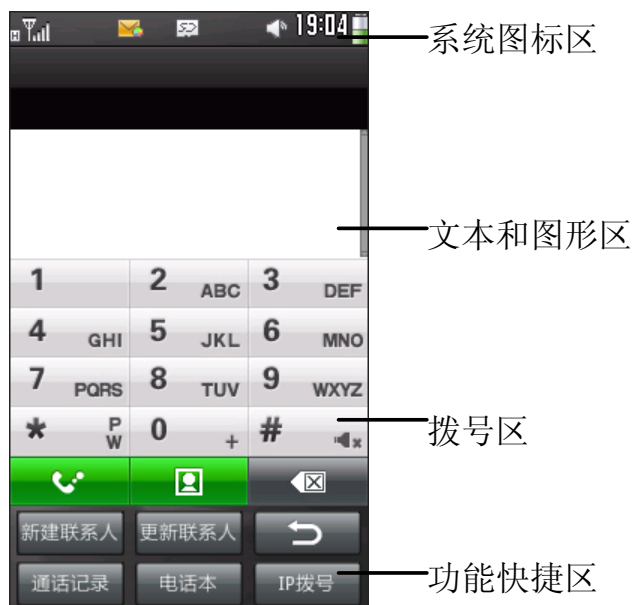 19:04
系统图标区
文本和图形区
1 2 ABC 3 DEF
4 GHI 5 JKL 6 MNO
7 PQRS 8 TUV 9 WXYZ
* P W 0 + #
拨号区
新建联系人 更新联系人
通话记录 电话本 IP拨号
功能快捷区